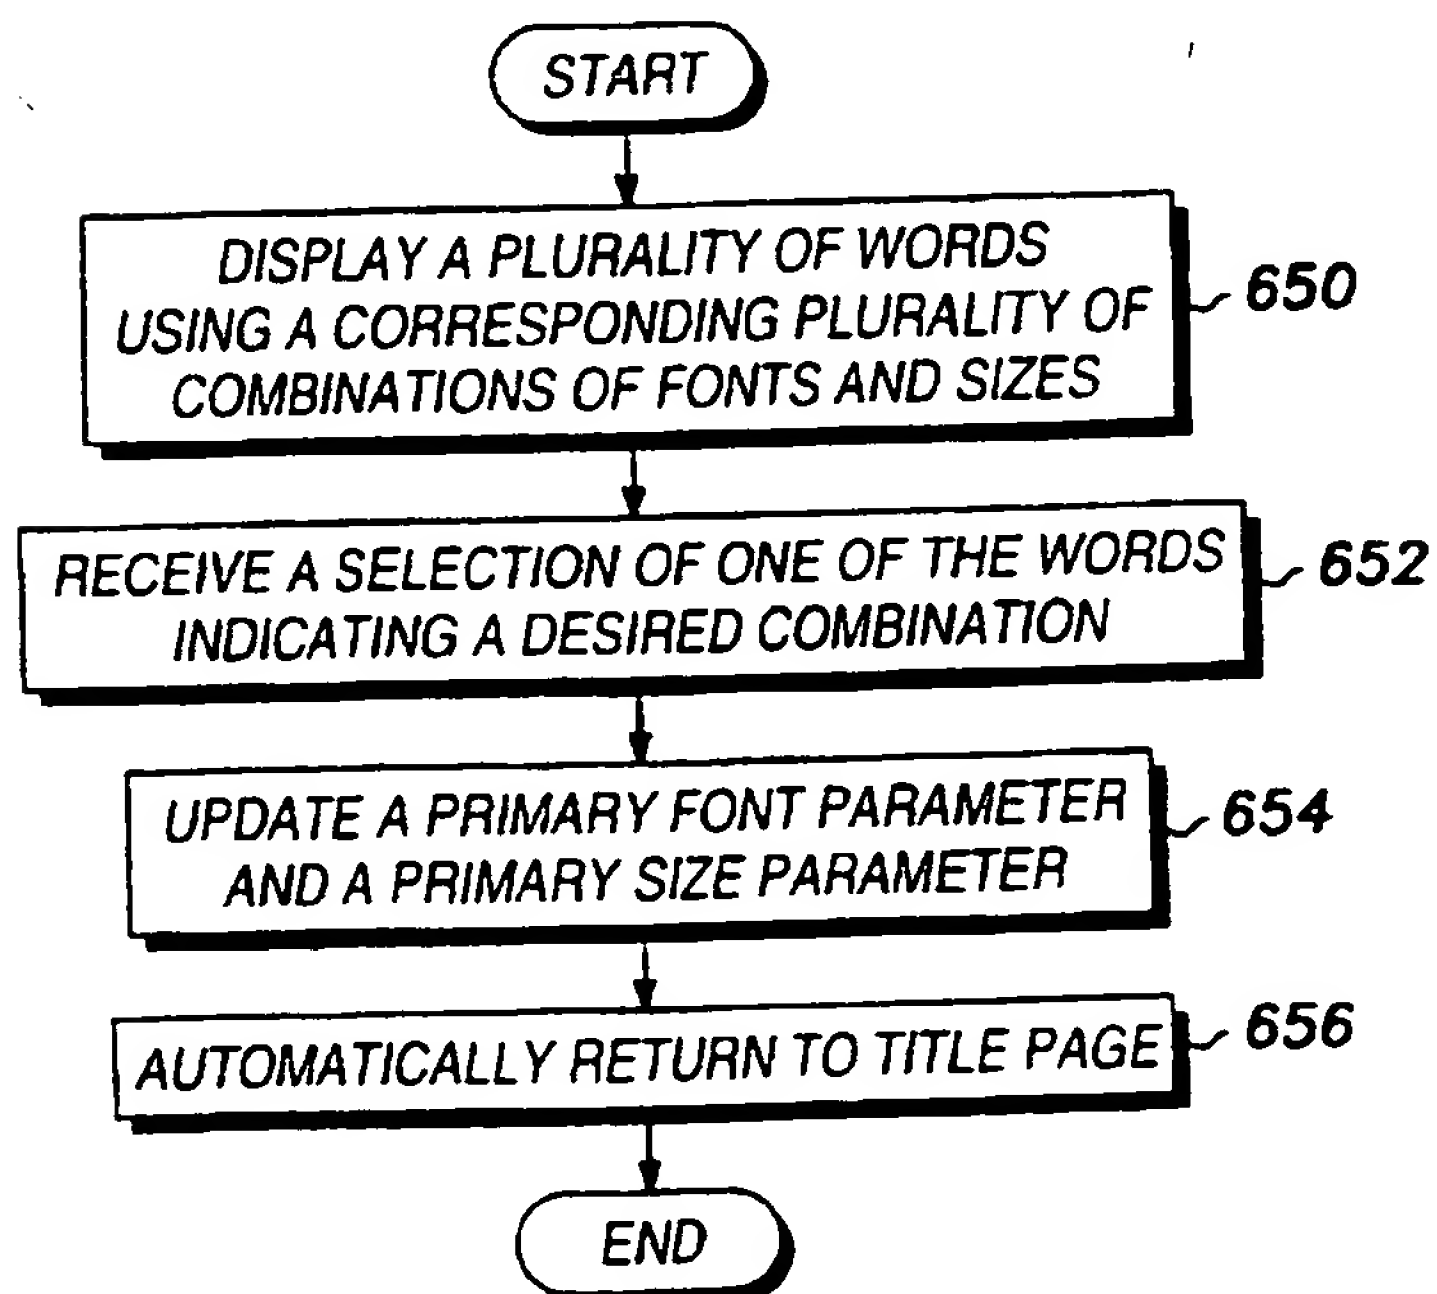 START
DISPLAY A PLURALITY OF WORDS
USING A CORRESPONDING PLURALITY OF
COMBINATIONS OF FONTS AND SIZES
650
RECEIVE A SELECTION OF ONE OF THE WORDS
INDICATING A DESIRED COMBINATION
652
UPDATE A PRIMARY FONT PARAMETER
AND A PRIMARY SIZE PARAMETER
654
AUTOMATICALLY RETURN TO TITLE PAGE
656
END